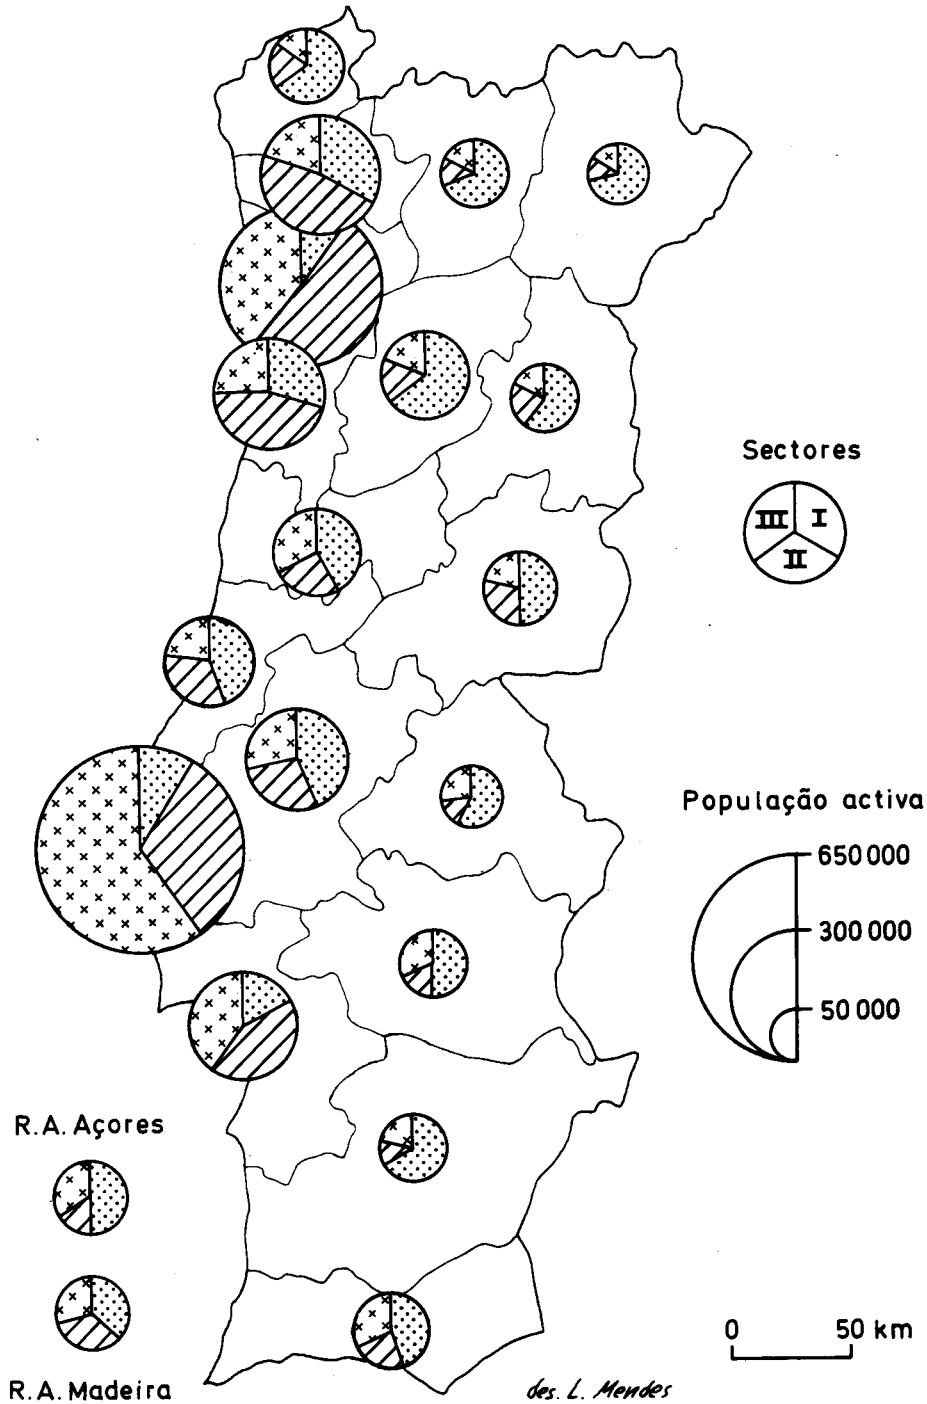 Sectores
III
I
II
População activa
650 000
300 000
50 000
R.A. Açores
R.A. Madeira
0
50 km
des. L. Mendes